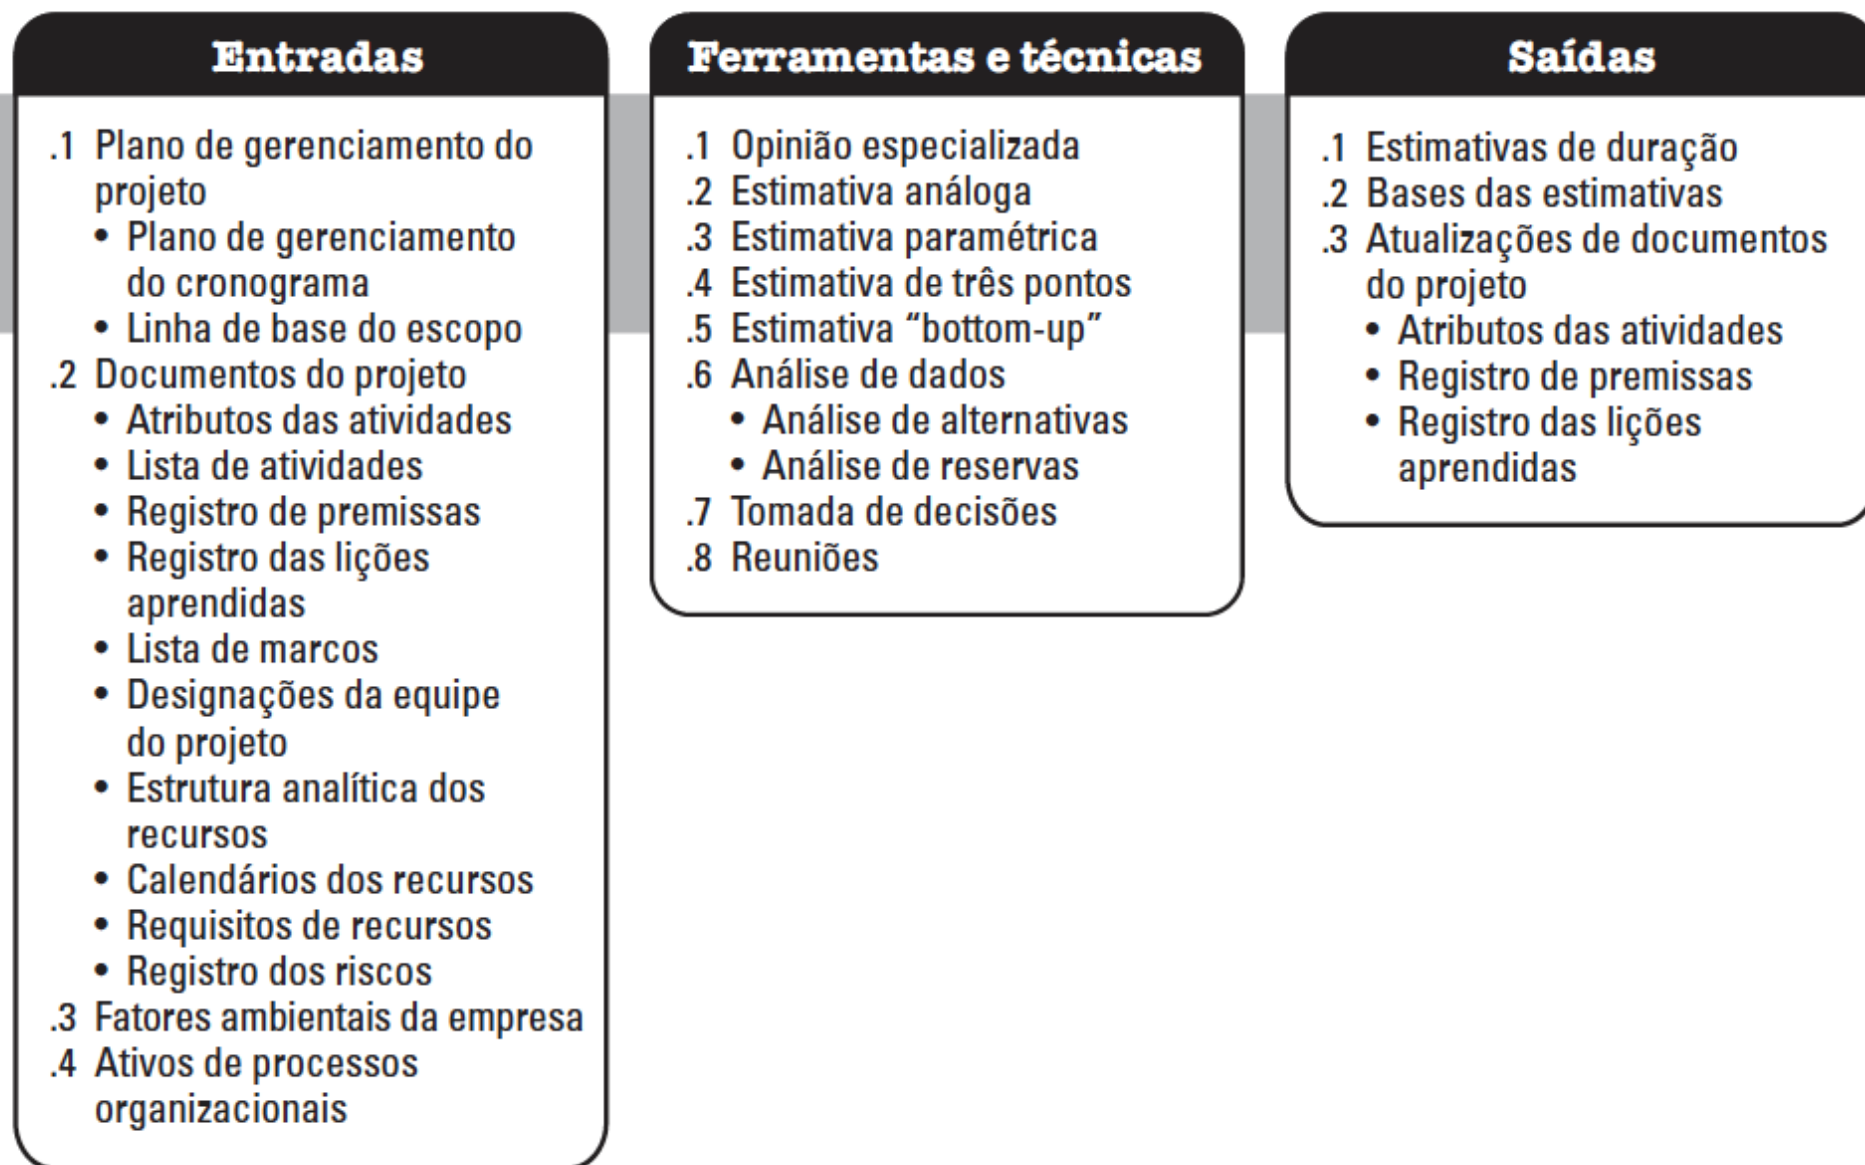 Entradas
.1 Plano de gerenciamento do
projeto
• Plano de gerenciamento
do cronograma
• Linha de base do escopo
.2 Documentos do projeto
• Atributos das atividades
• Lista de atividades
• Registro de premissas
• Registro das lições
aprendidas
• Lista de marcos
• Designações da equipe
do projeto
• Estrutura analítica dos
recursos
• Calendários dos recursos
• Requisitos de recursos
• Registro dos riscos
.3 Fatores ambientais da empresa
.4 Ativos de processos
organizacionais
Ferramentas e técnicas
.1 Opinião especializada
.2 Estimativa análoga
.3 Estimativa paramétrica
.4 Estimativa de três pontos
.5 Estimativa “bottom-up”
.6 Análise de dados
• Análise de alternativas
• Análise de reservas
.7 Tomada de decisões
.8 Reuniões
Saídas
.1 Estimativas de duração
.2 Bases das estimativas
.3 Atualizações de documentos
do projeto
• Atributos das atividades
• Registro de premissas
• Registro das lições
aprendidas